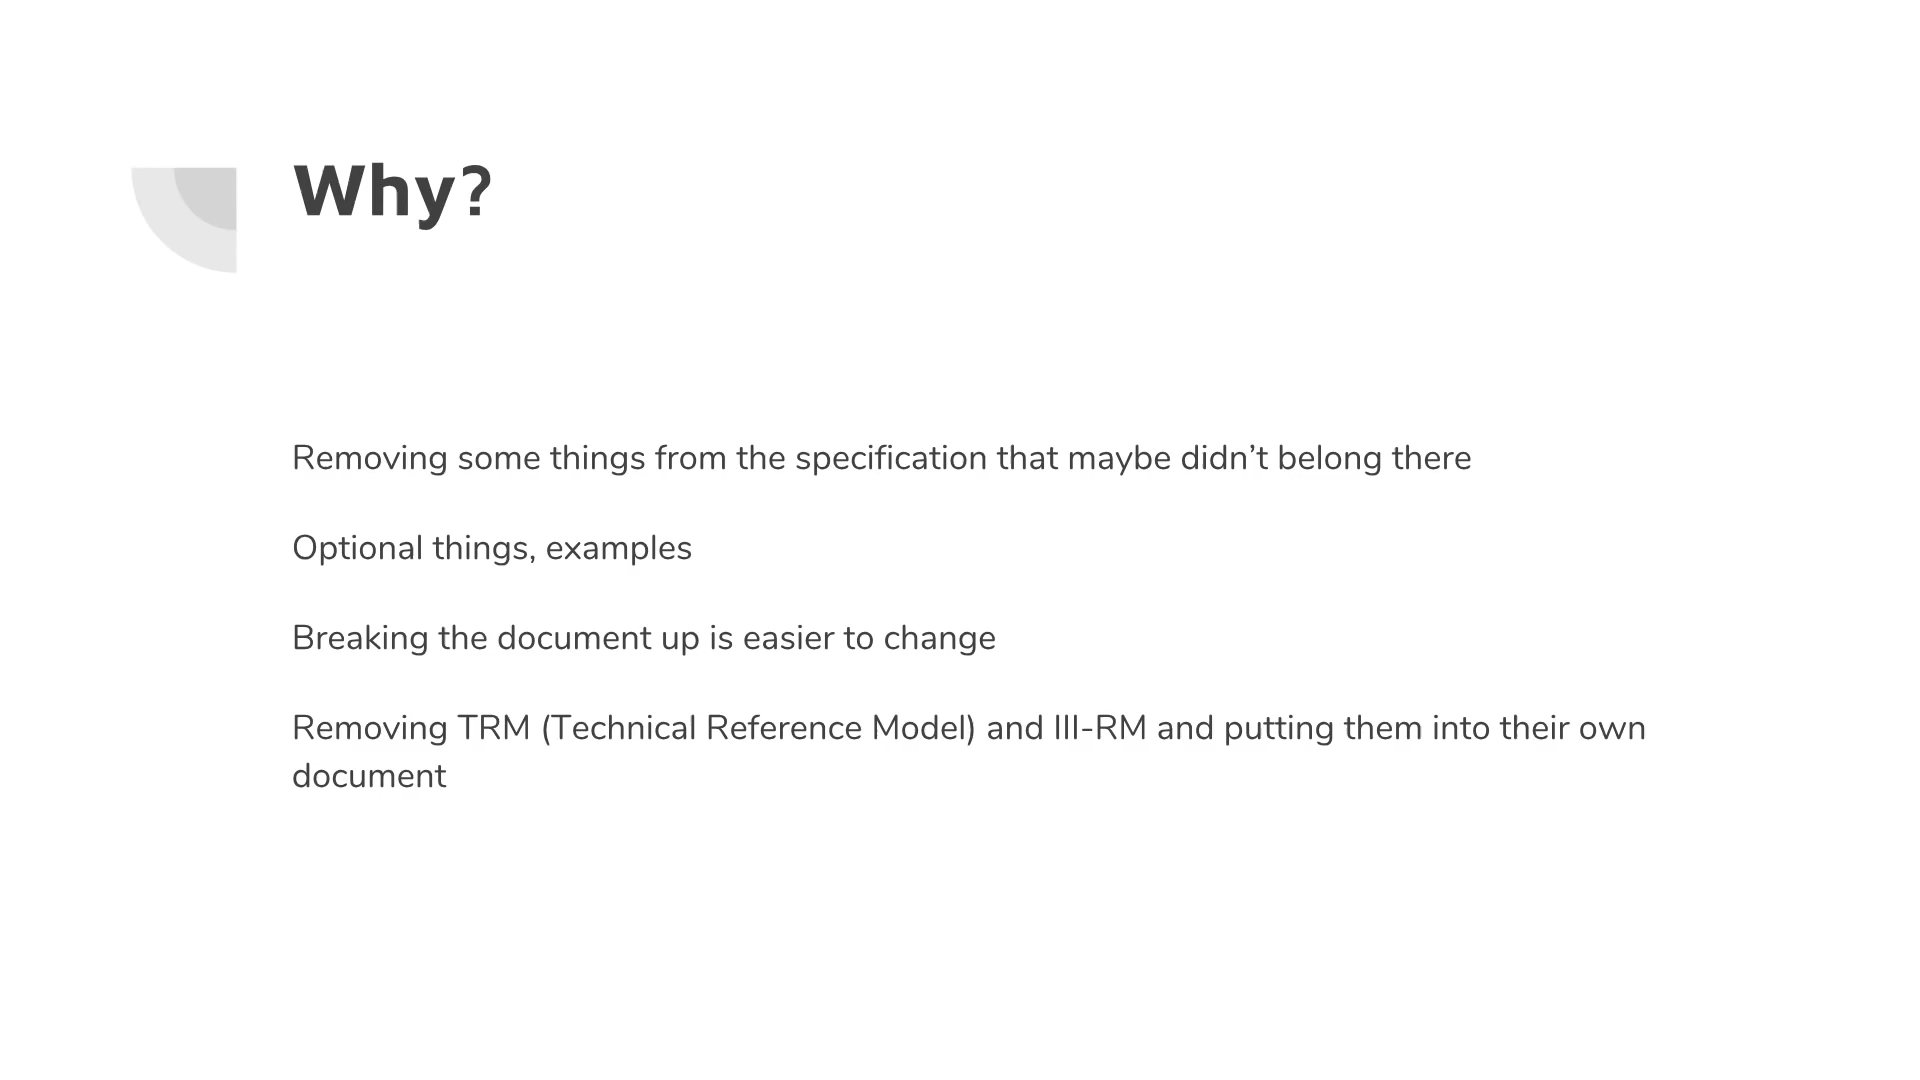 Why?
Removing some things from the specification that maybe didn’t belong there
Optional things, examples
Breaking the document up is easier to change
Removing TRM (Technical Reference Model) and III-RM and putting them into their own
document